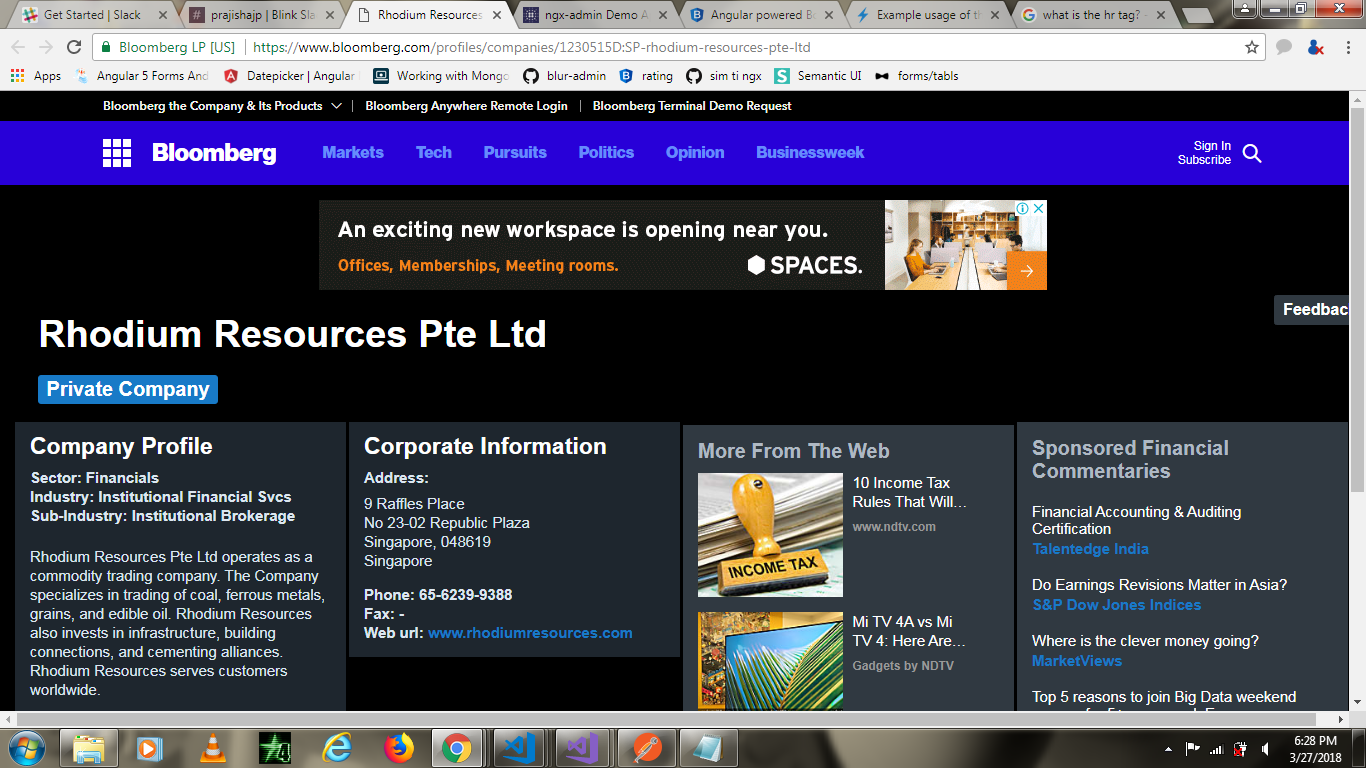 Get Started | Slack
prajishajp | Blink Sla
Rhodium Resources
ngx-admin Demo A
Angular powered Bo
Example usage of th
what is the hr tag? -
Bloomberg LP [US]
https://www.bloomberg.com/profiles/companies/1230515D:SP-rhodium-resources-pte-ltd
Apps
Angular 5 Forms And
Datepicker | Angular
Working with Mongo
blur-admin
rating
sim ti ngx
Semantic UI
forms/tabls
Bloomberg the Company & Its Products
Bloomberg Anywhere Remote Login
Bloomberg Terminal Demo Request
Bloomberg
Markets
Tech
Pursuits
Politics
Opinion
Businessweek
Sign In
Subscribe
An exciting new workspace is opening near you.
Offices, Memberships, Meeting rooms.
SPACES.
Feedbac
Rhodium Resources Pte Ltd
Private Company
Company Profile
Sector: Financials
Industry: Institutional Financial Svcs
Sub-Industry: Institutional Brokerage
Rhodium Resources Pte Ltd operates as a
commodity trading company. The Company
specializes in trading of coal, ferrous metals,
grains, and edible oil. Rhodium Resources
also invests in infrastructure, building
connections, and cementing alliances.
Rhodium Resources serves customers
worldwide.
Corporate Information
Address:
9 Raffles Place
No 23-02 Republic Plaza
Singapore, 048619
Singapore
Phone: 65-6239-9388
Fax: -
Web url: www.rhodiumresources.com
More From The Web
INCOME TAX
10 Income Tax
Rules That Will...
www.ndtv.com
Mi TV 4A vs Mi
TV 4: Here Are...
Gadgets by NDTV
Sponsored Financial
Commentaries
Financial Accounting & Auditing
Certification
Talentedge India
Do Earnings Revisions Matter in Asia?
S&P Dow Jones Indices
Where is the clever money going?
MarketViews
Top 5 reasons to join Big Data weekend
6:28 PM
3/27/2018